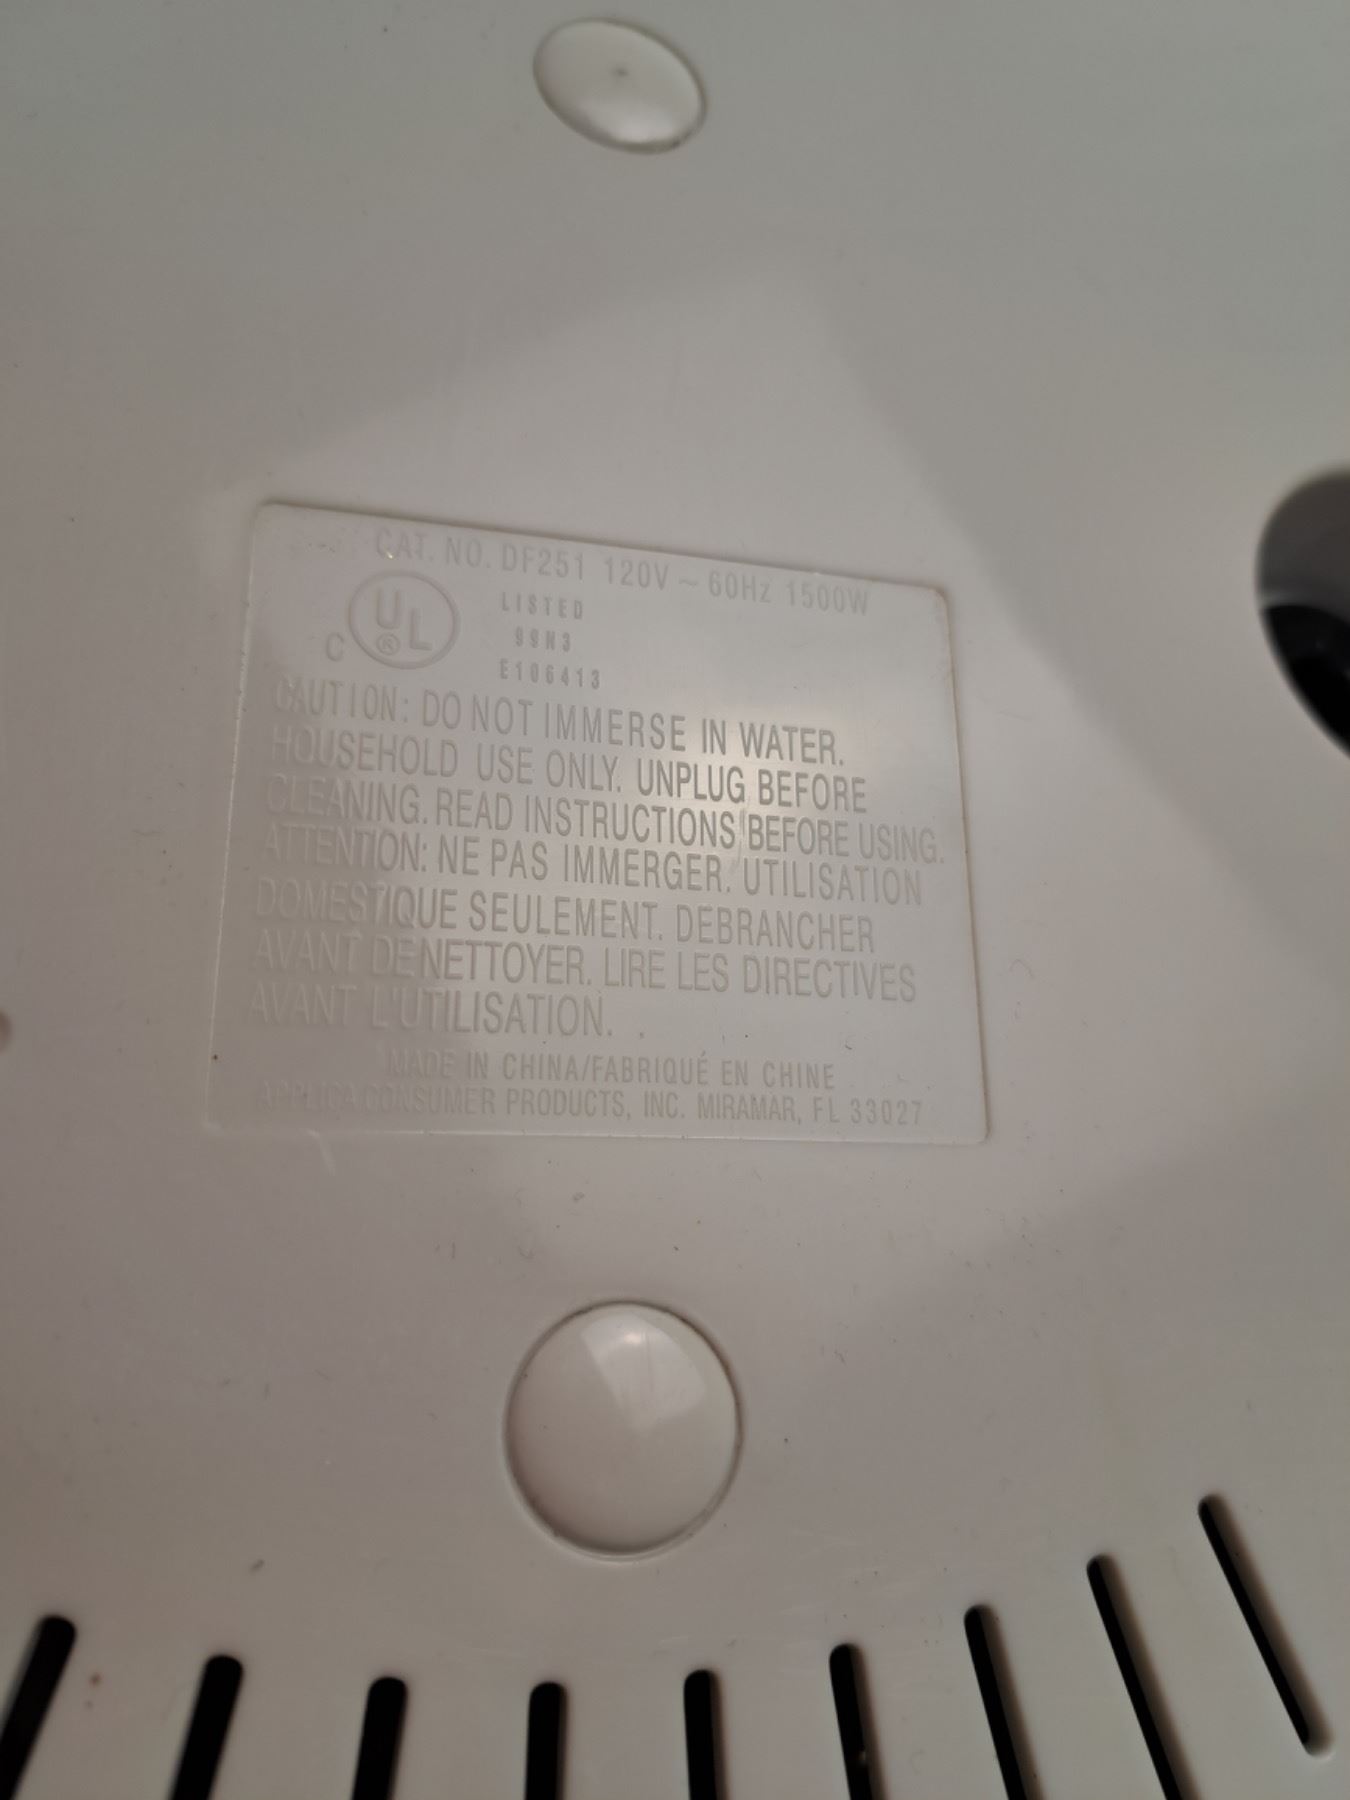 CAT. NO. DF251 120V ~ 60Hz 1500W
C UL ® LISTED
99N3
E106413
CAUTION: DO NOT IMMERSE IN WATER.
HOUSEHOLD USE ONLY. UNPLUG BEFORE
CLEANING. READ INSTRUCTIONS BEFORE USING.
ATTENTION: NE PAS IMMERGER. UTILISATION
DOMESTIQUE SEULEMENT. DEBRANCHER
AVANT DE NETTOYER. LIRE LES DIRECTIVES
AVANT L'UTILISATION.
MADE IN CHINA/FABRIQUÉ EN CHINE
APPLICA CONSUMER PRODUCTS, INC. MIRAMAR, FL 33027